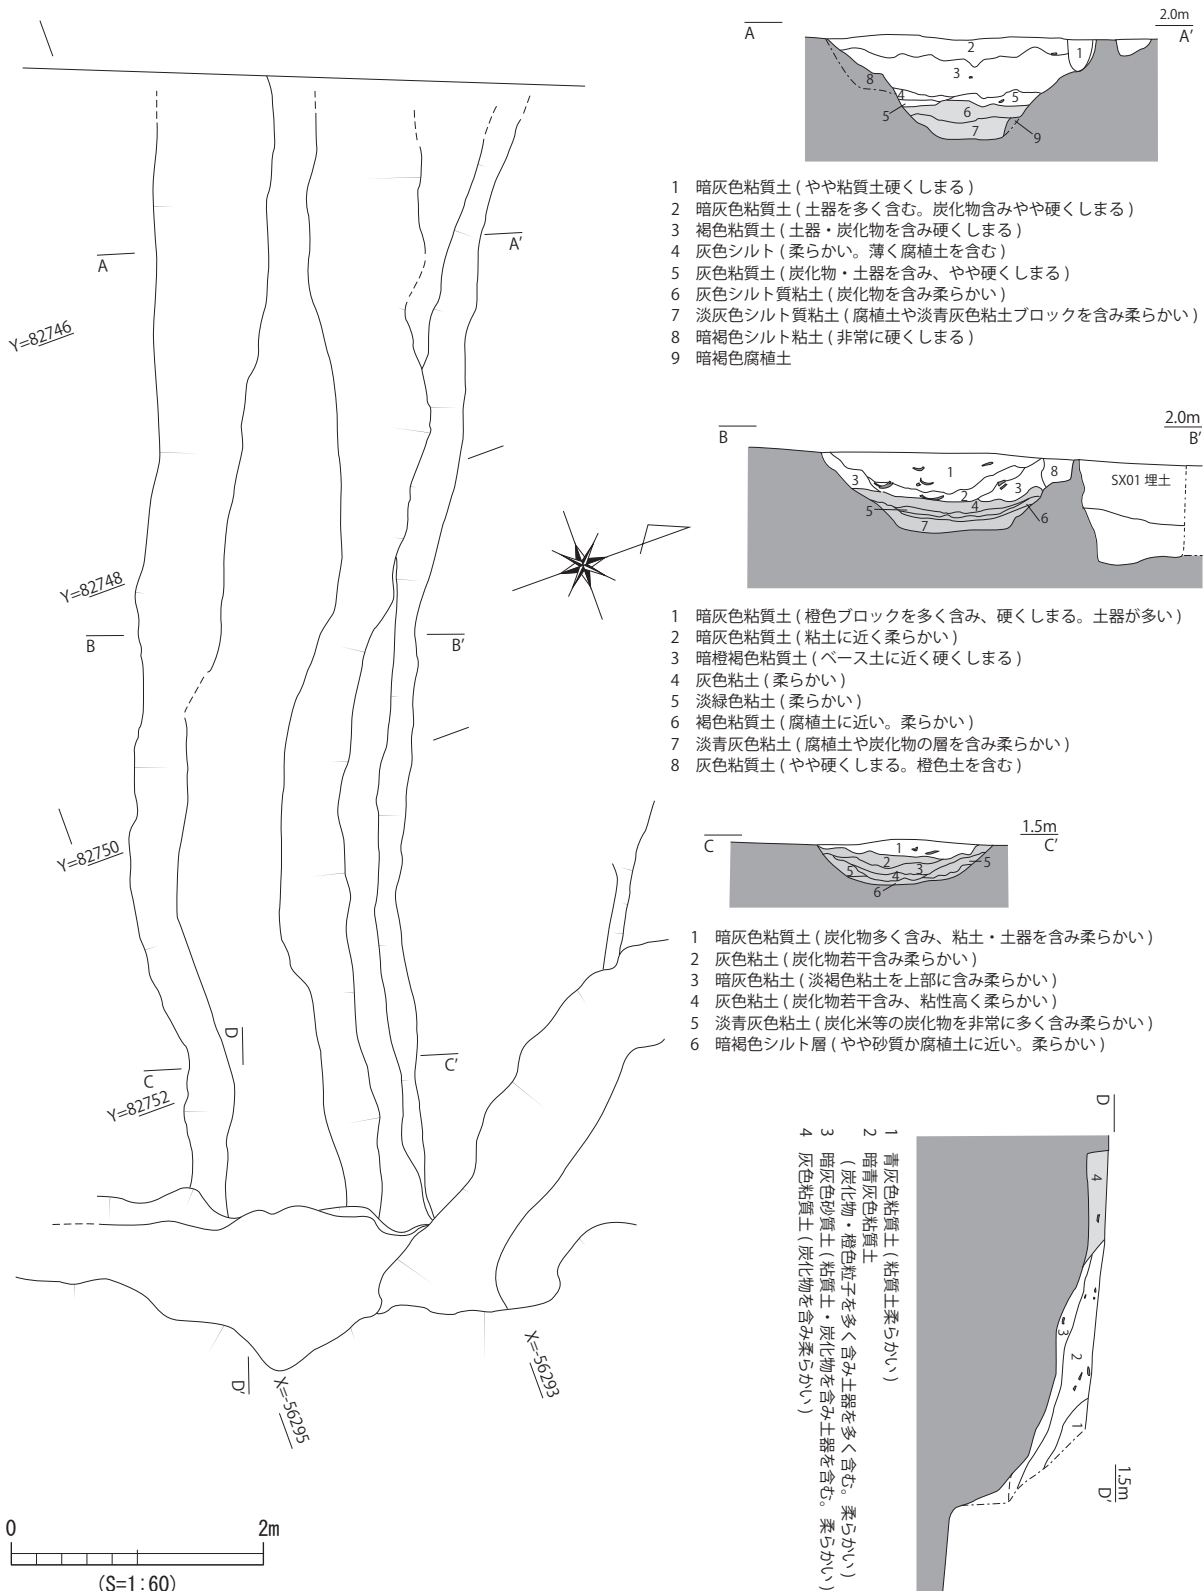 A
2.0m
A’
2
1
3
8
4
5
6
5
7
9
1 暗灰色粘質土 ( やや粘質土硬くしまる )
2 暗灰色粘質土 ( 土器を多く含む。炭化物含みやや硬くしまる )
3 褐色粘質土 ( 土器・炭化物を含み硬くしまる )
4 灰色シルト ( 柔らかい。薄く腐植土を含む )
5 灰色粘質土 ( 炭化物・土器を含み、やや硬くしまる )
6 灰色シルト質粘土 ( 炭化物を含み柔らかい )
7 淡灰色シルト質粘土 ( 腐植土や淡青灰色粘土ブロックを含み柔らかい )
8 暗褐色シルト粘土 ( 非常に硬くしまる )
9 暗褐色腐植土
B
2.0m
B’
1
3
2
3
8
SX01 埋土
4
5
6
7
1 暗灰色粘質土 ( 橙色ブロックを多く含み、硬くしまる。土器が多い )
2 暗灰色粘質土 ( 粘土に近く柔らかい )
3 暗橙褐色粘質土 ( ベース土に近く硬くしまる )
4 灰色粘土 ( 柔らかい )
5 淡緑色粘土 ( 柔らかい )
6 褐色粘質土 ( 腐植土に近い。柔らかい )
7 淡青灰色粘土 ( 腐植土や炭化物の層を含み柔らかい )
8 灰色粘質土 ( やや硬くしまる。橙色土を含む )
C
1.5m
C’
1
2
3
5
5
4
6
1 暗灰色粘質土 ( 炭化物多く含み、粘土・土器を含み柔らかい )
2 灰色粘土 ( 炭化物若干含み柔らかい )
3 暗灰色粘土 ( 淡褐色粘土を上部に含み柔らかい )
4 灰色粘土 ( 炭化物若干含み、粘性高く柔らかい )
5 淡青灰色粘土 ( 炭化米等の炭化物を非常に多く含み柔らかい )
6 暗褐色シルト層 ( やや砂質か腐植土に近い。柔らかい )
D
4
3
2
1
1.5m
D’
1 青灰色粘質土 ( 粘質土柔らかい )
2 暗青灰色粘質土
( 炭化物・橙色粒子を多く含み土器を多く含む。柔らかい )
3 暗灰色砂質土 ( 粘質土・炭化物を含み土器を含む。柔らかい )
4 灰色粘質土 ( 炭化物を含み柔らかい )
A
A’
Y=82746
Y=82748
B
B’
Y=82750
D
C
C’
Y=82752
D’
X=-56295
X=-56293
0
2m
(S=1:60)